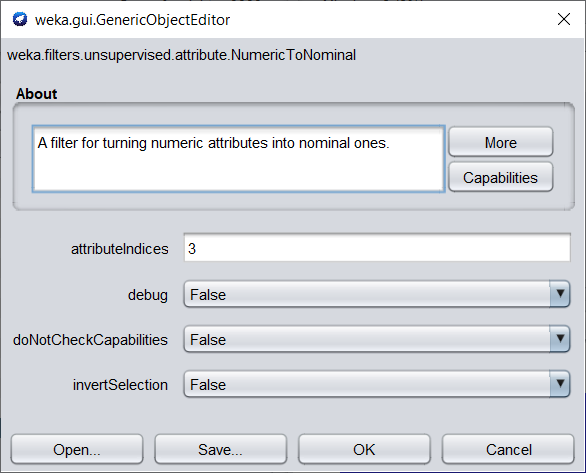 weka.gui.GenericObjectEditor
weka.filters.unsupervised.attribute.NumericToNominal
About
A filter for turning numeric attributes into nominal ones.
More
Capabilities
attributeIndices 3
debug False
doNotCheckCapabilities False
invertSelection False
Open... Save... OK Cancel